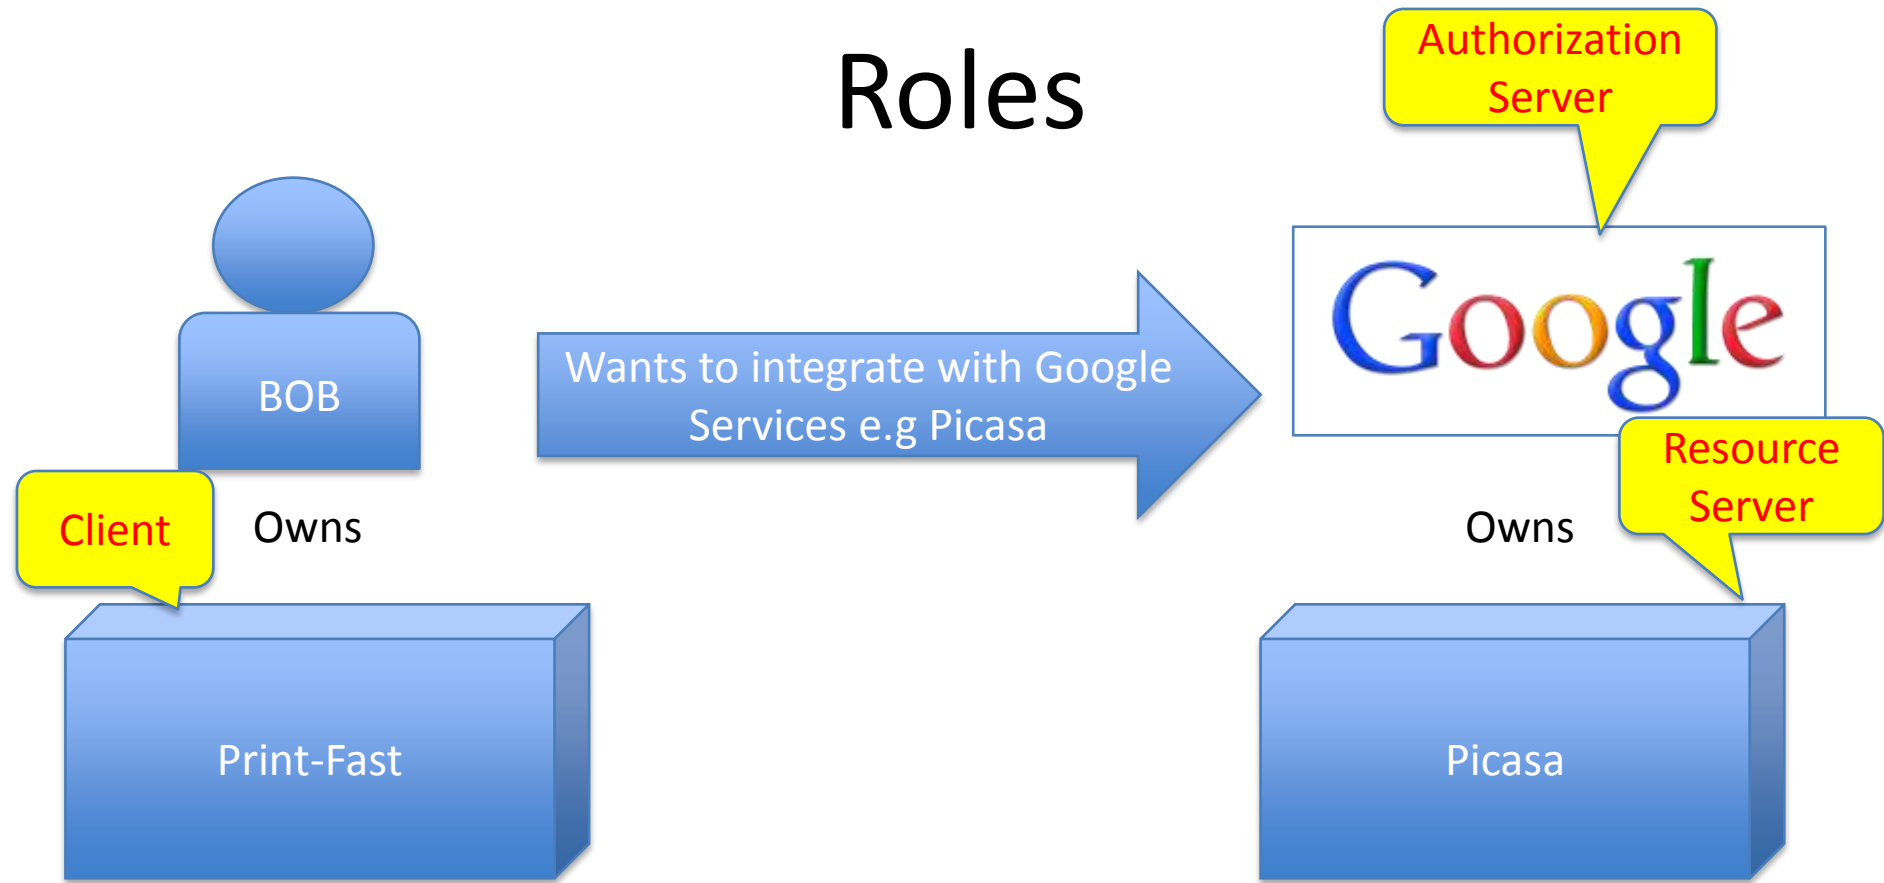 Roles
Authorization
Server
Google
BOB
Wants to integrate with Google
Services e.g Picasa
Resource
Server
Client
Owns
Owns
Print-Fast
Picasa